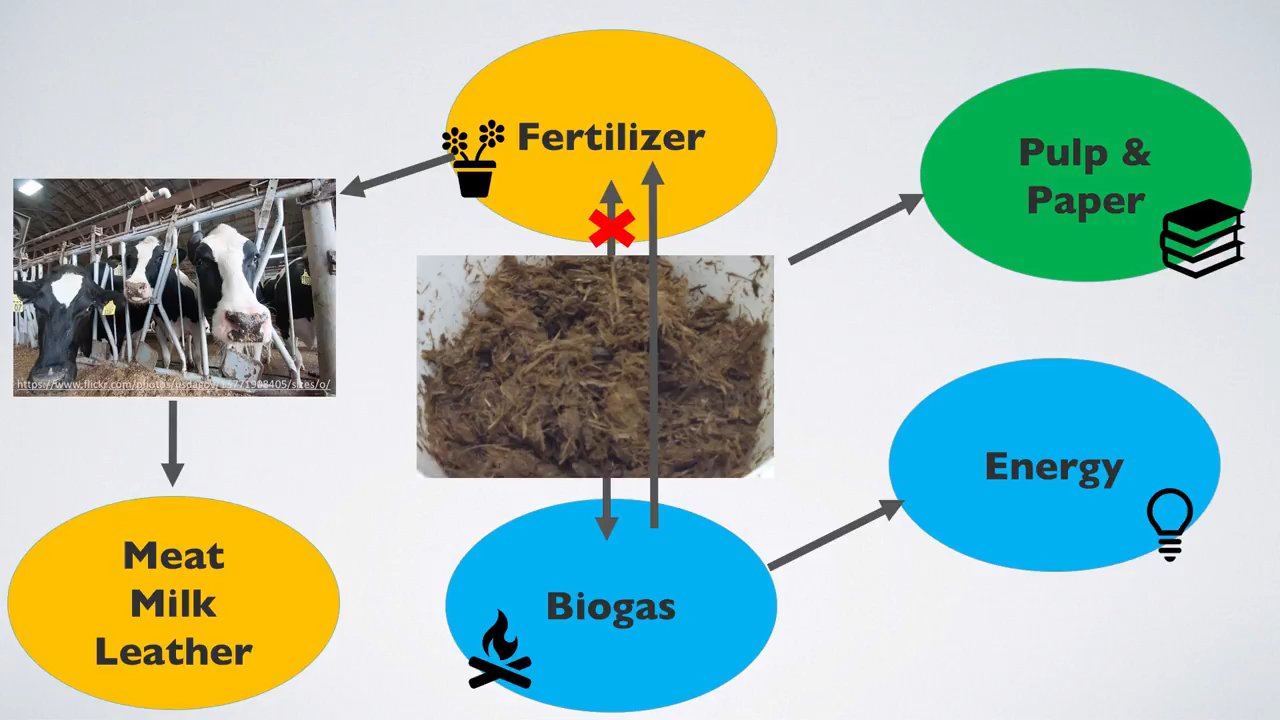 Fertilizer
Pulp &
Paper
Energy
Meat
Milk
Leather
Biogas